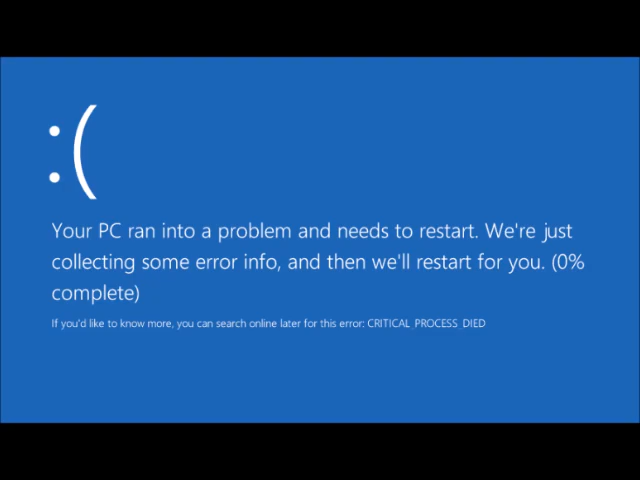 :(
Your PC ran into a problem and needs to restart. We're just
collecting some error info, and then we'll restart for you. (0%
complete)
If you'd like to know more, you can search online later for this error: CRITICAL_PROCESS_DIED